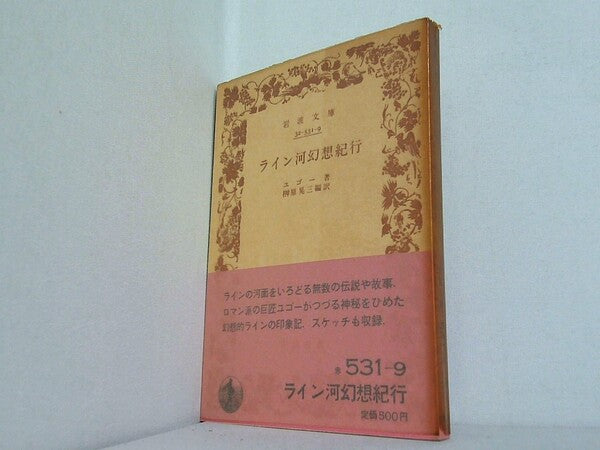 岩波文庫
34-531-9
ライン河幻想紀行
ユゴー著
榊原晃三編訳
ラインの河面をいろどる無数の伝説や故事、
ロマン派の巨匠ユゴーがつづる神秘をひめた
幻想的ラインの印象記、スケッチも収録。
赤 531-9
ライン河幻想紀行
定価500円